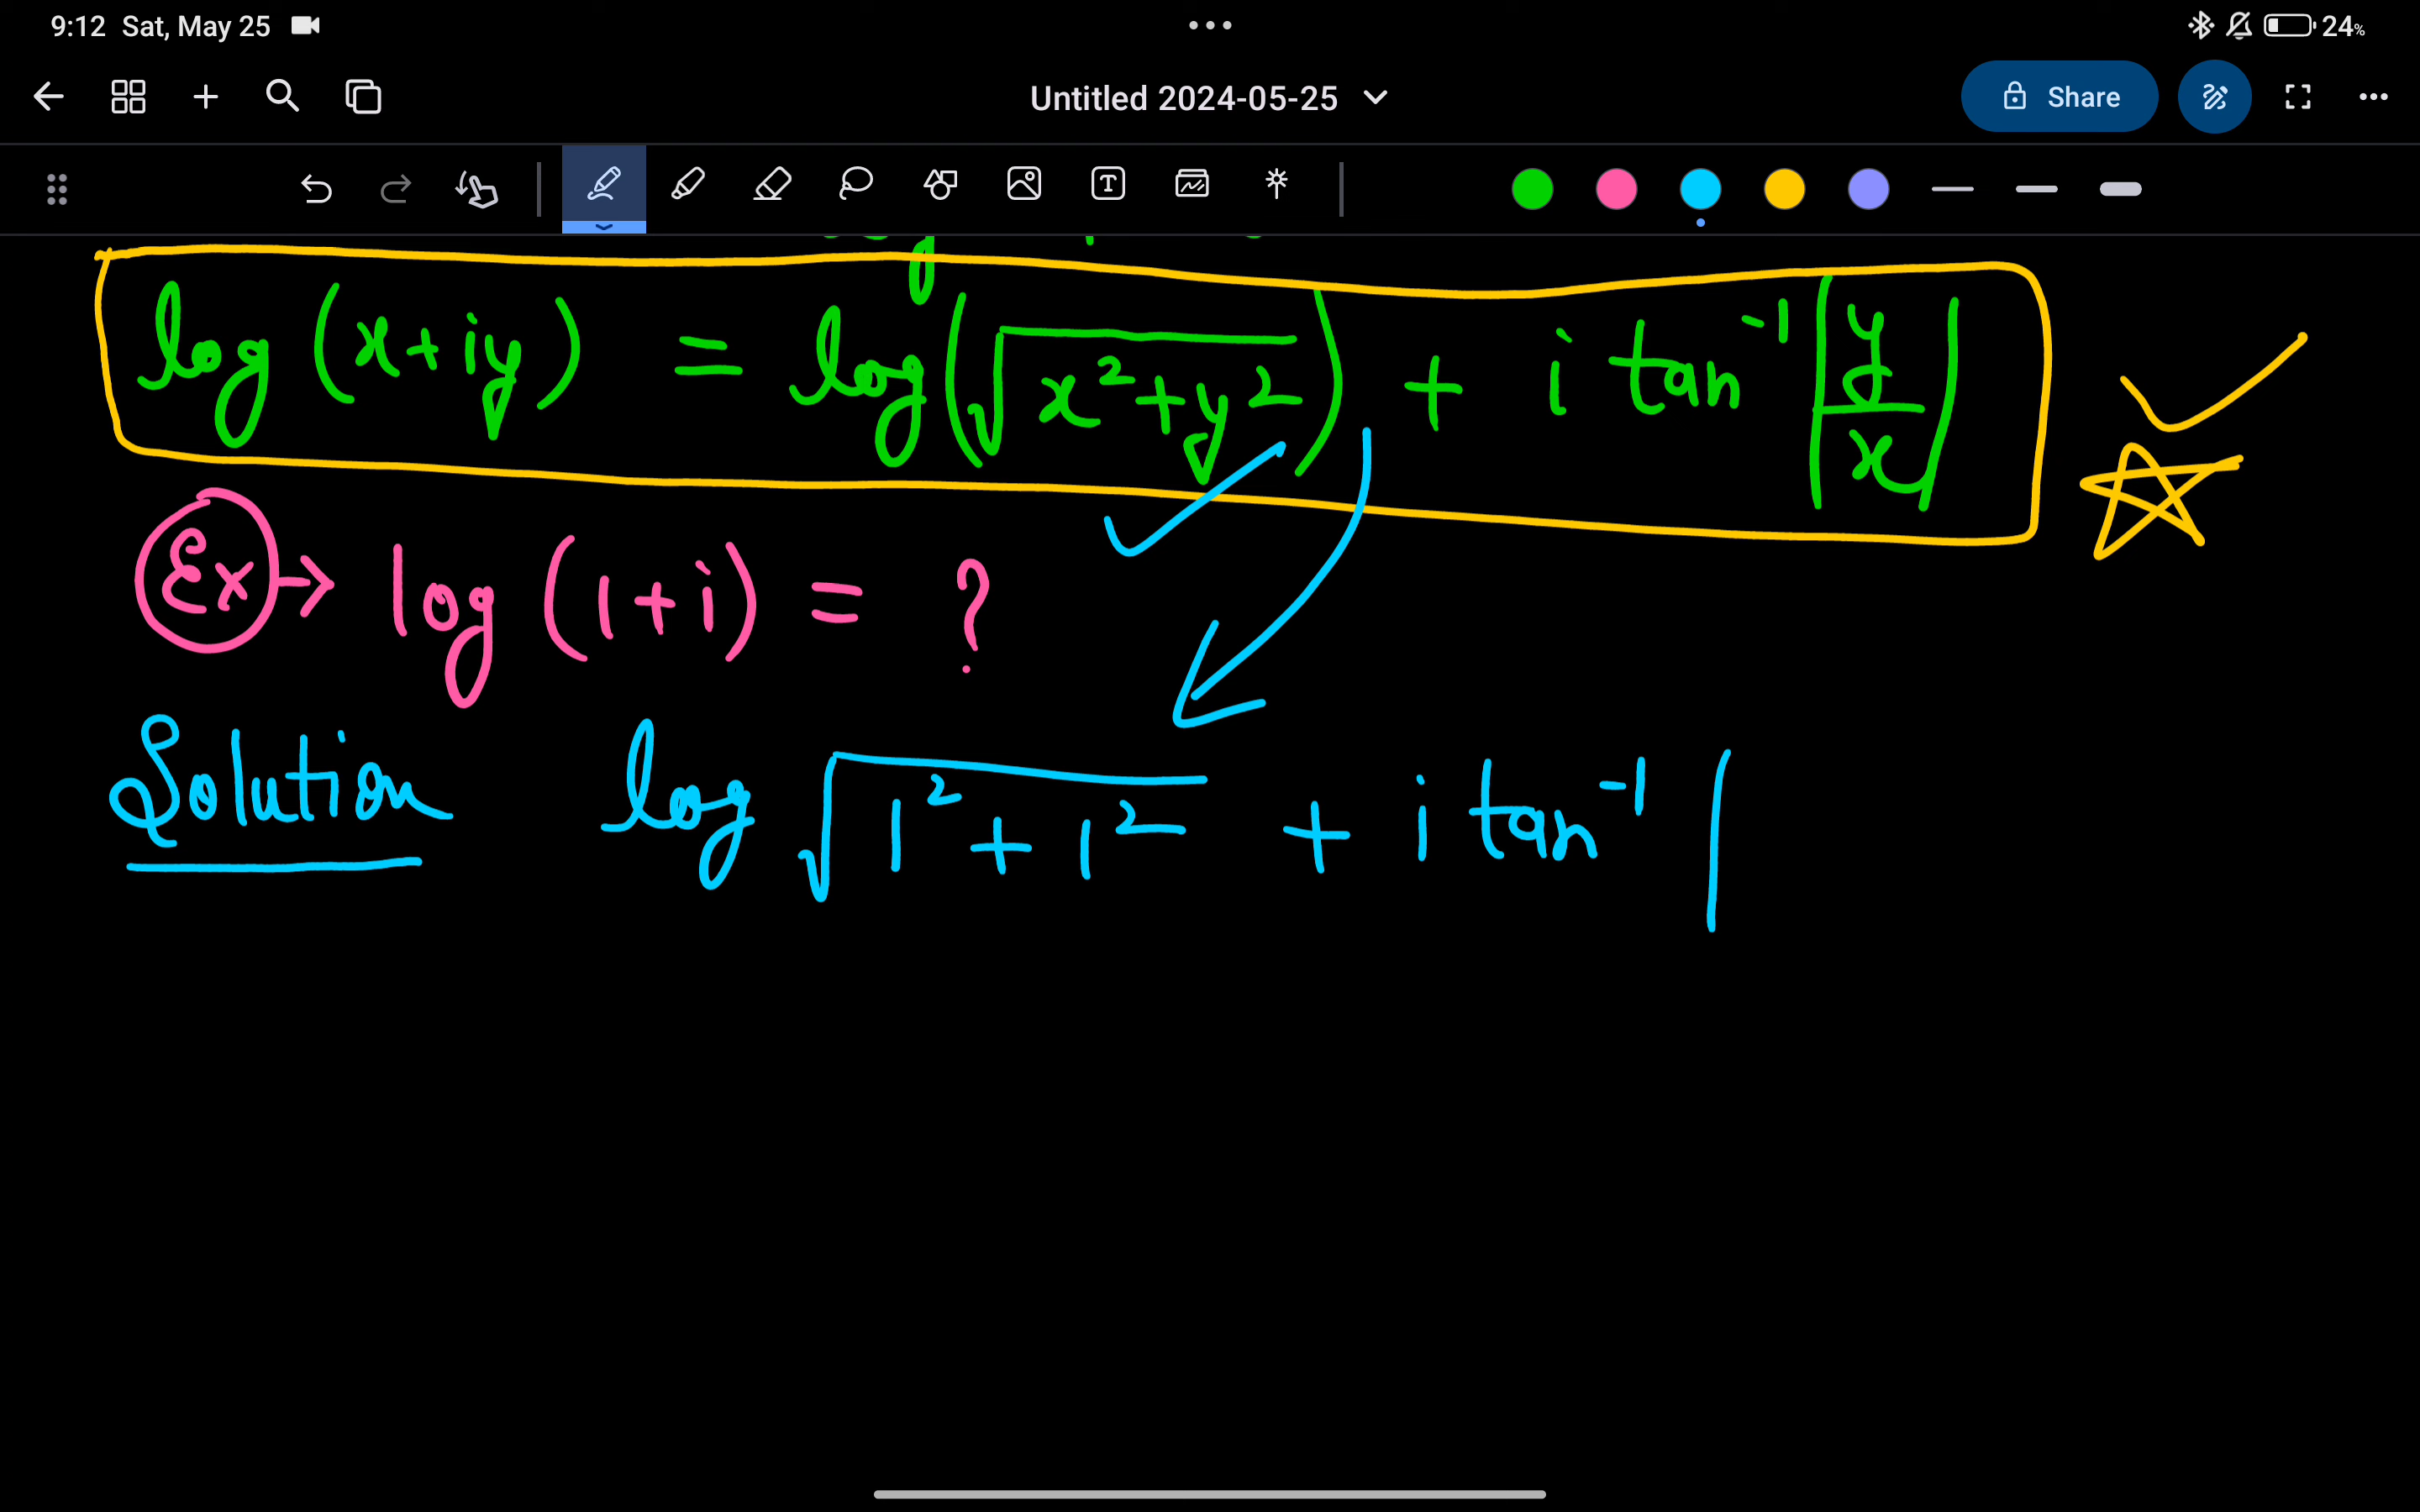 9:12 Sat, May 25
24%
Untitled 2024-05-25
Share
log (x+iy) = log(√(x²+y²)) + i tan⁻¹ |y/x|
Ex → log (1+i) = ?
Solution log √(1²+1²) + i tan⁻¹ |